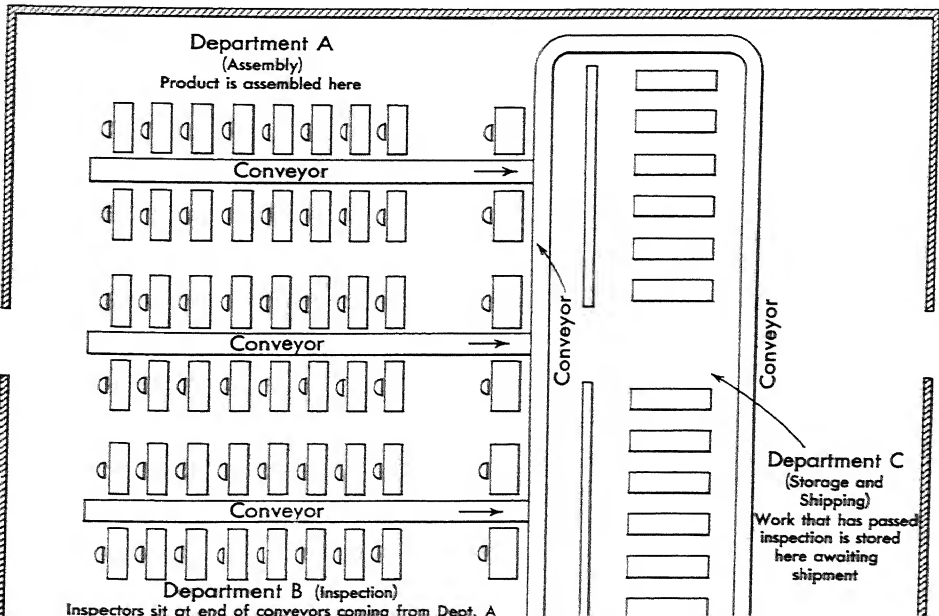 Department A
(Assembly)
Product is assembled here
Conveyor
Conveyor
Conveyor
Conveyor
Conveyor
Department C
(Storage and
Shipping)
Work that has passed
inspection is stored
here awaiting
shipment
Department B (Inspection)
Inspectors sit at end of conveyors coming from Dept. A